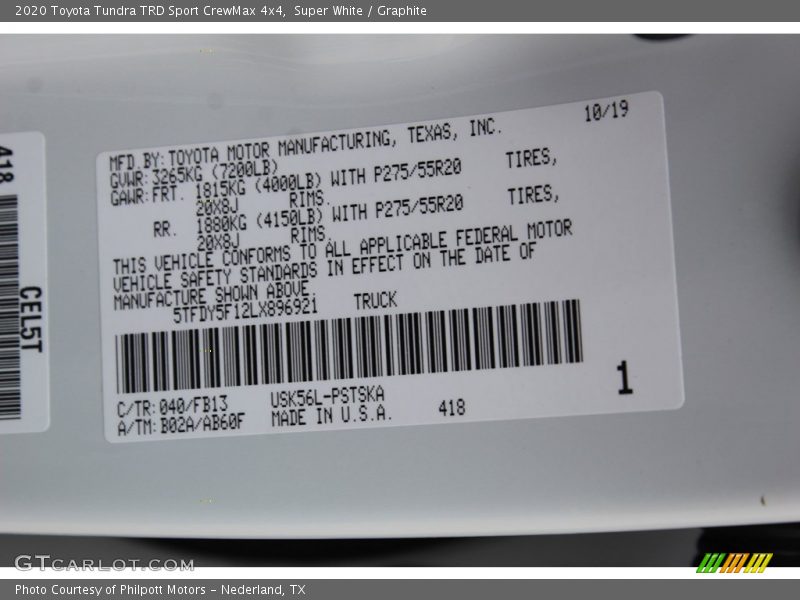 2020 Toyota Tundra TRD Sport CrewMax 4x4, Super White / Graphite
418
CEL5T
10/19
MFD. BY: TOYOTA MOTOR MANUFACTURING, TEXAS, INC.
GVWR: 3265KG (7200LB)
GAWR: FRT. 1815KG (4000LB) WITH P275/55R20 TIRES,
20X8J RIMS.
RR. 1880KG (4150LB) WITH P275/55R20 TIRES,
20X8J RIMS.
THIS VEHICLE CONFORMS TO ALL APPLICABLE FEDERAL MOTOR
VEHICLE SAFETY STANDARDS IN EFFECT ON THE DATE OF
MANUFACTURE SHOWN ABOVE.
5TFDY5F12LX896921 TRUCK
C/TR: 040/FB13 USK56L-PSTSKA
A/TM: B02A/AB60F MADE IN U.S.A. 418
1
GTCARLOT.COM
Photo Courtesy of Philpott Motors - Nederland, TX